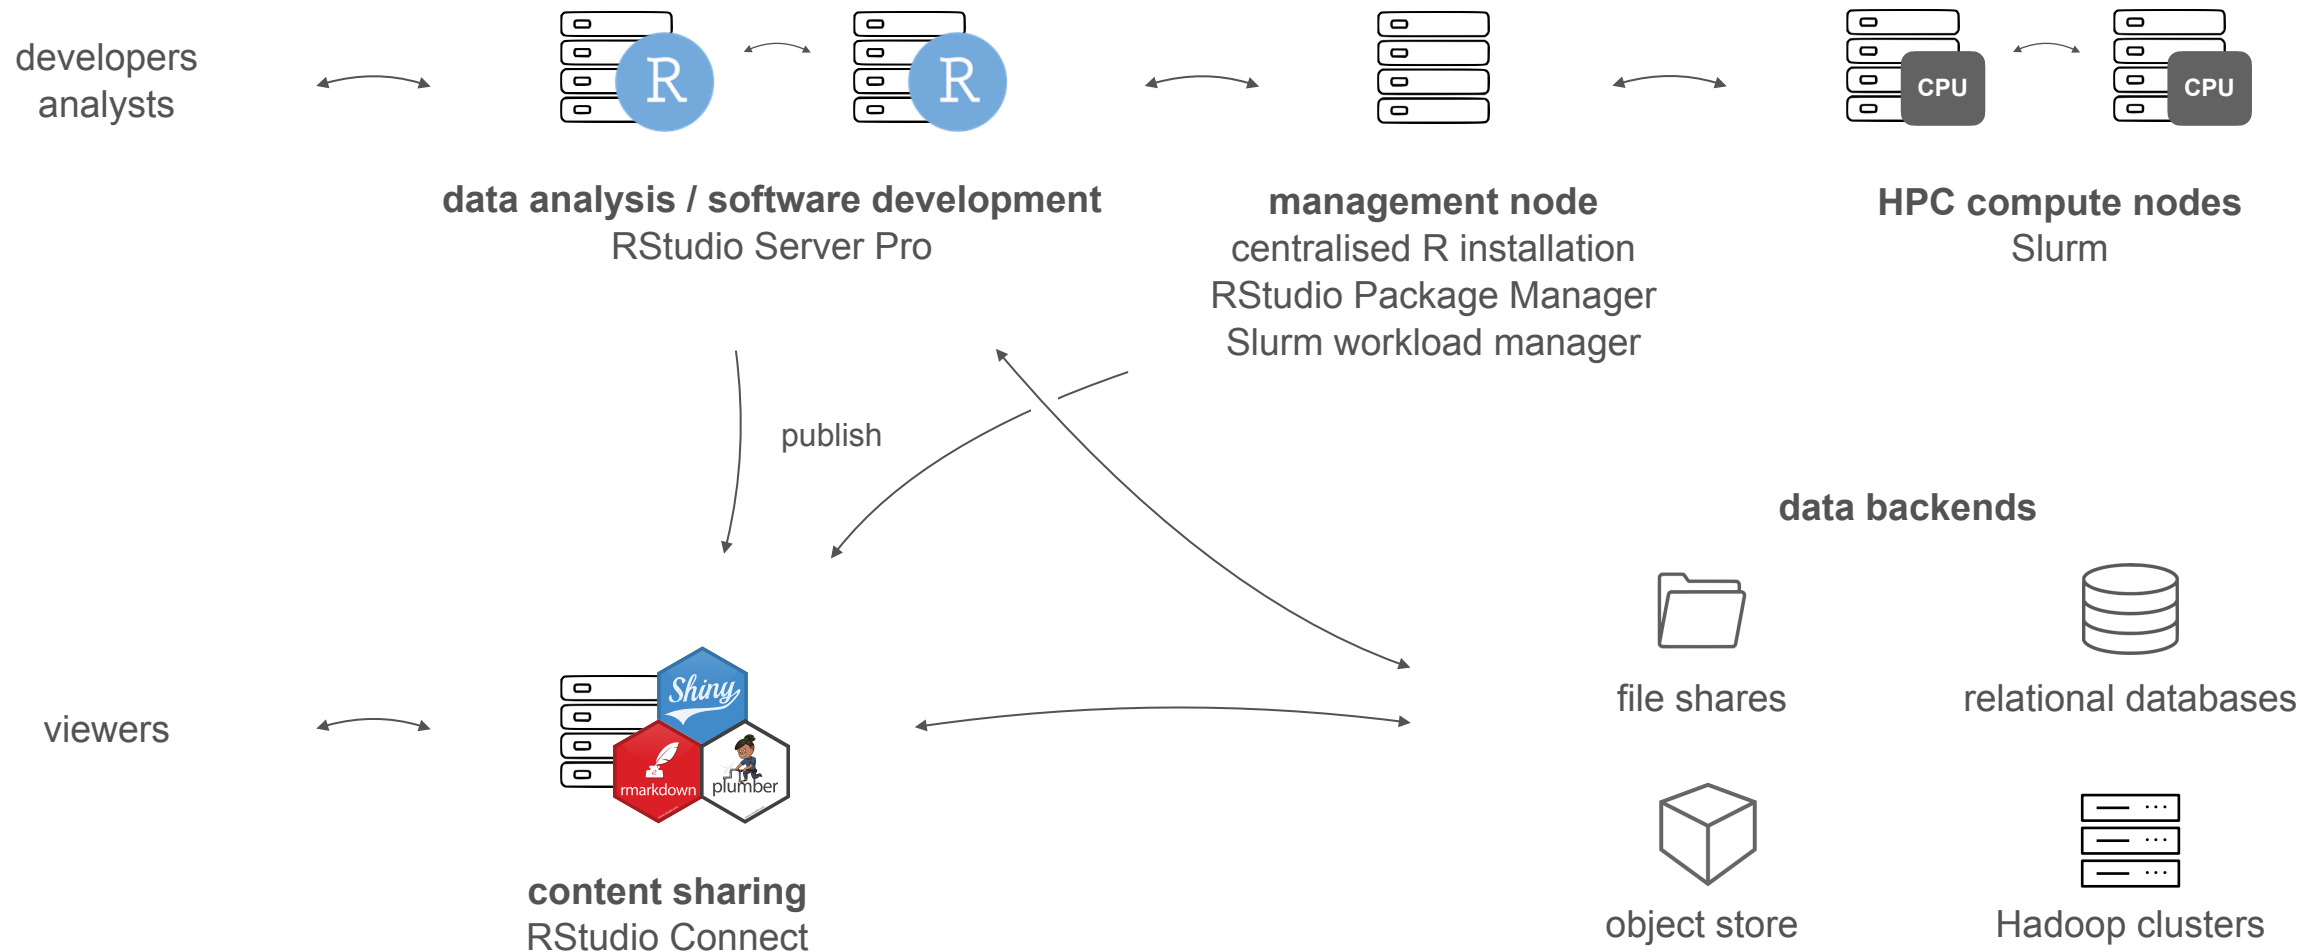 developers
analysts
R
R
CPU
CPU
data analysis / software development
RStudio Server Pro
management node
centralised R installation
RStudio Package Manager
Slurm workload manager
HPC compute nodes
Slurm
publish
data backends
file shares
relational databases
viewers
Shiny
rmarkdown
plumber
content sharing
RStudio Connect
object store
Hadoop clusters